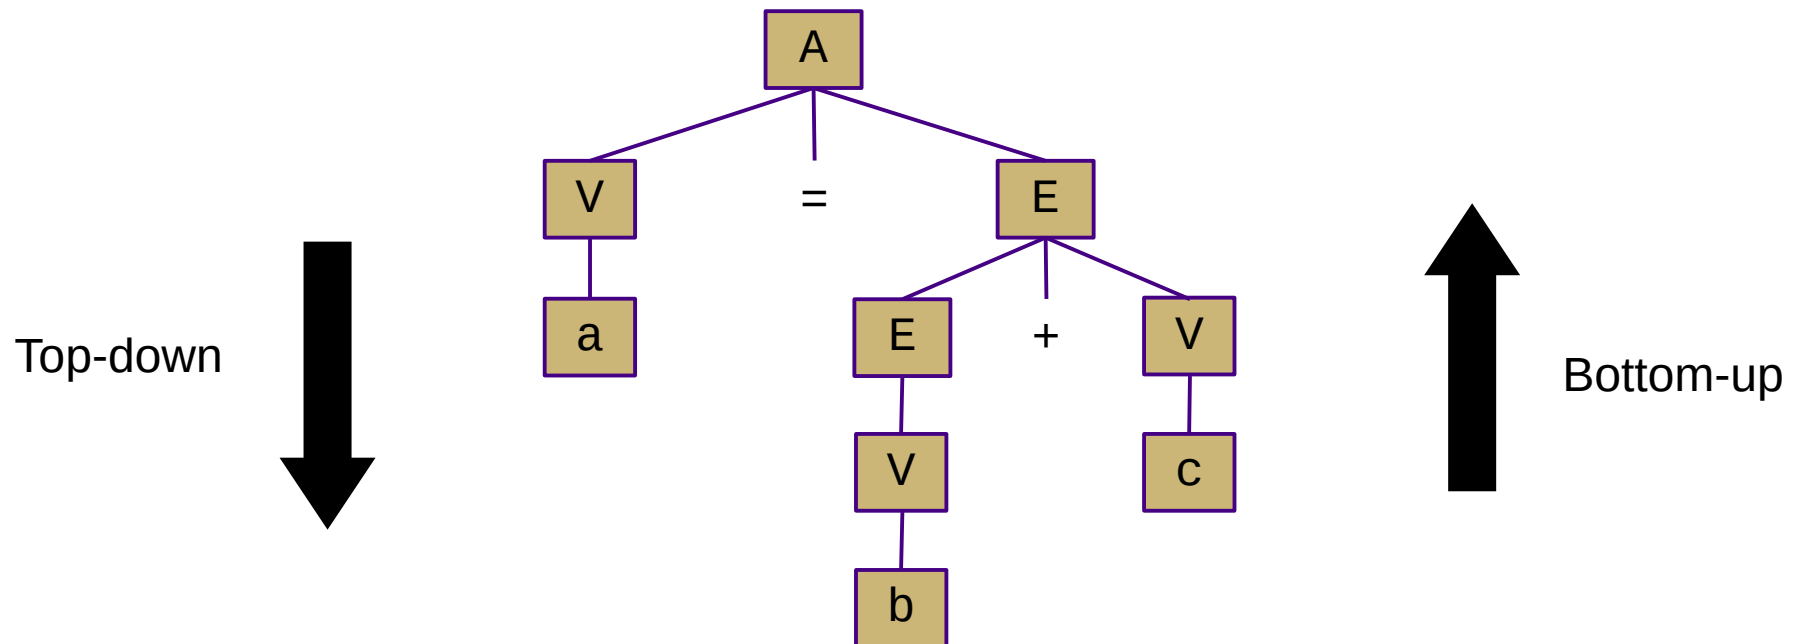 A
V = E
a E + V
Top-down
Bottom-up
V c
b